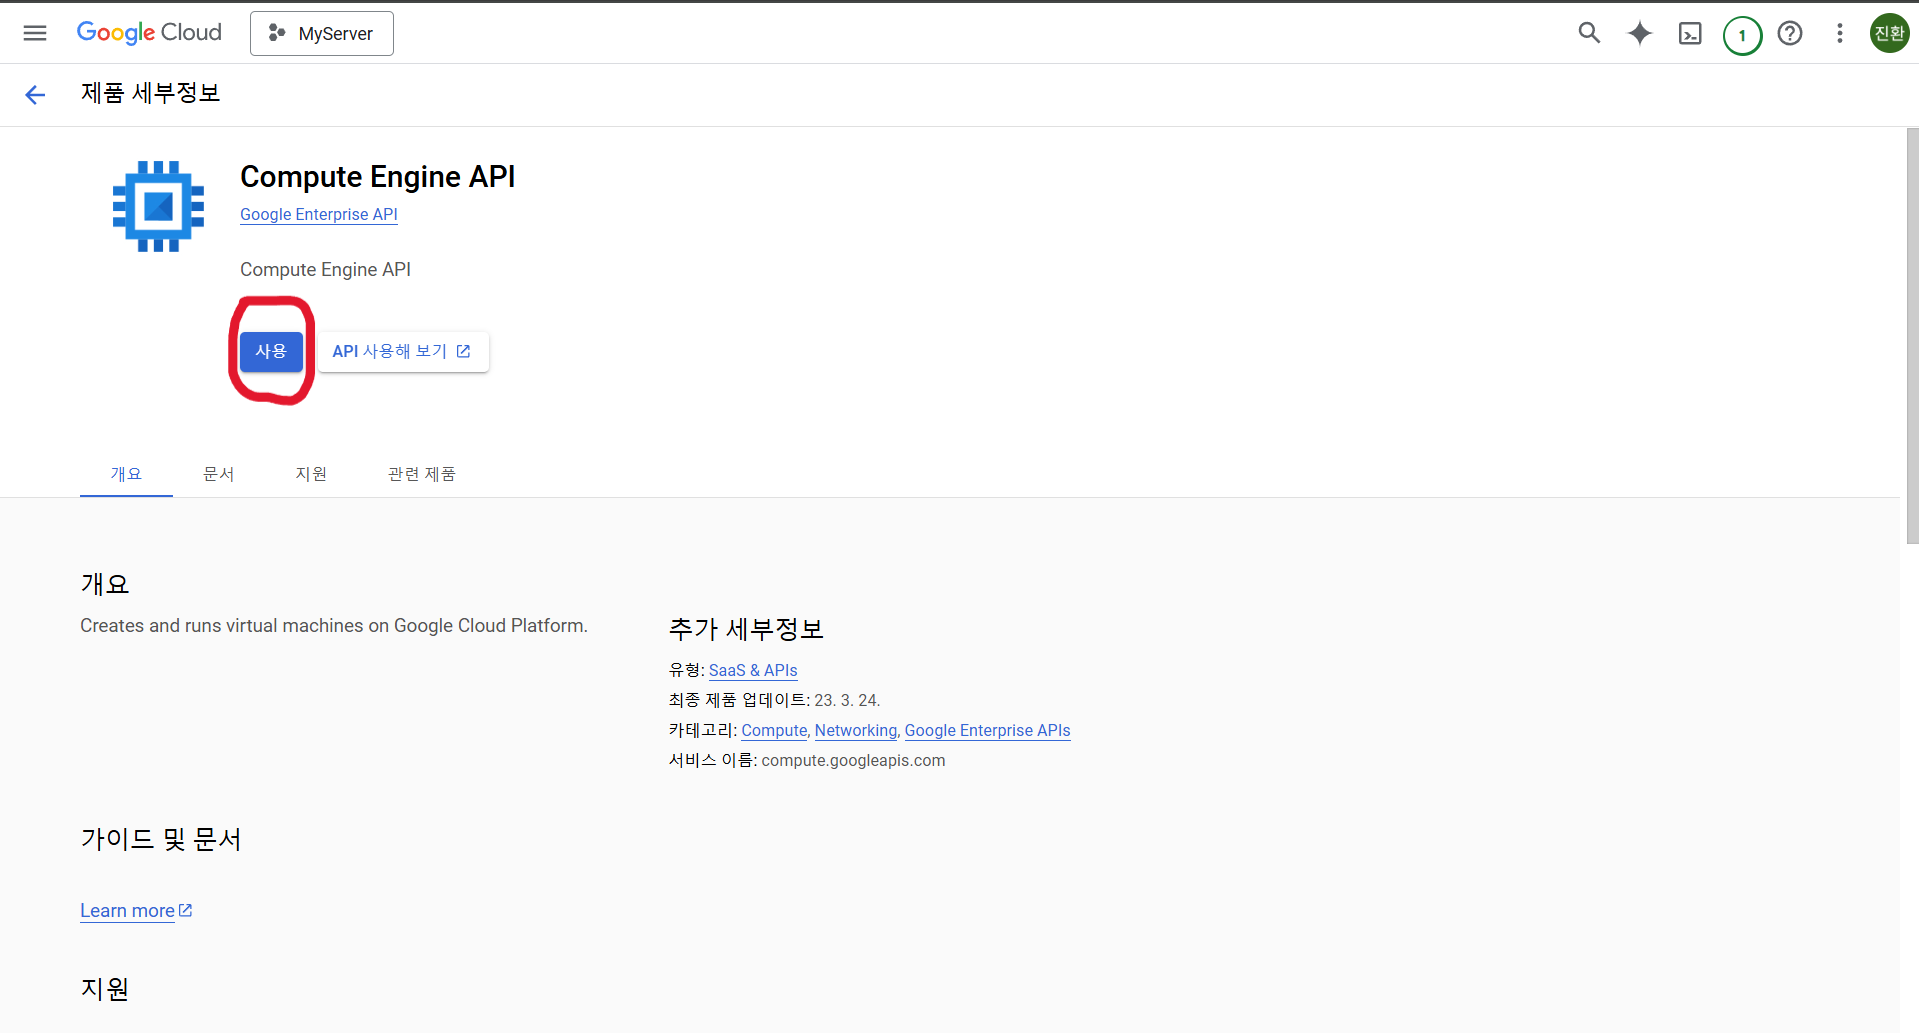 Google Cloud MyServer 1 진환
제품 세부정보
Compute Engine API
Google Enterprise API
Compute Engine API
사용 API 사용해 보기
개요 문서 지원 관련 제품
개요
Creates and runs virtual machines on Google Cloud Platform.
추가 세부정보
유형: SaaS & APIs
최종 제품 업데이트: 23. 3. 24.
카테고리: Compute, Networking, Google Enterprise APIs
서비스 이름: compute.googleapis.com
가이드 및 문서
Learn more
지원